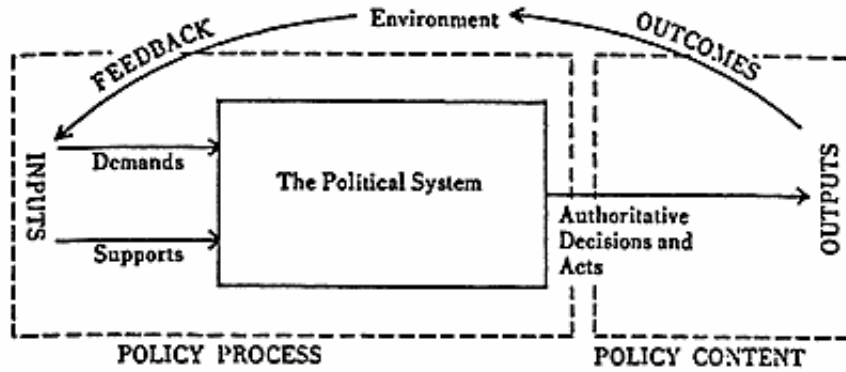 Environment
FEEDBACK
OUTCOMES
INPUTS
Demands
Supports
The Political System
Authoritative
Decisions and
Acts
OUTPUTS
POLICY PROCESS
POLICY CONTENT